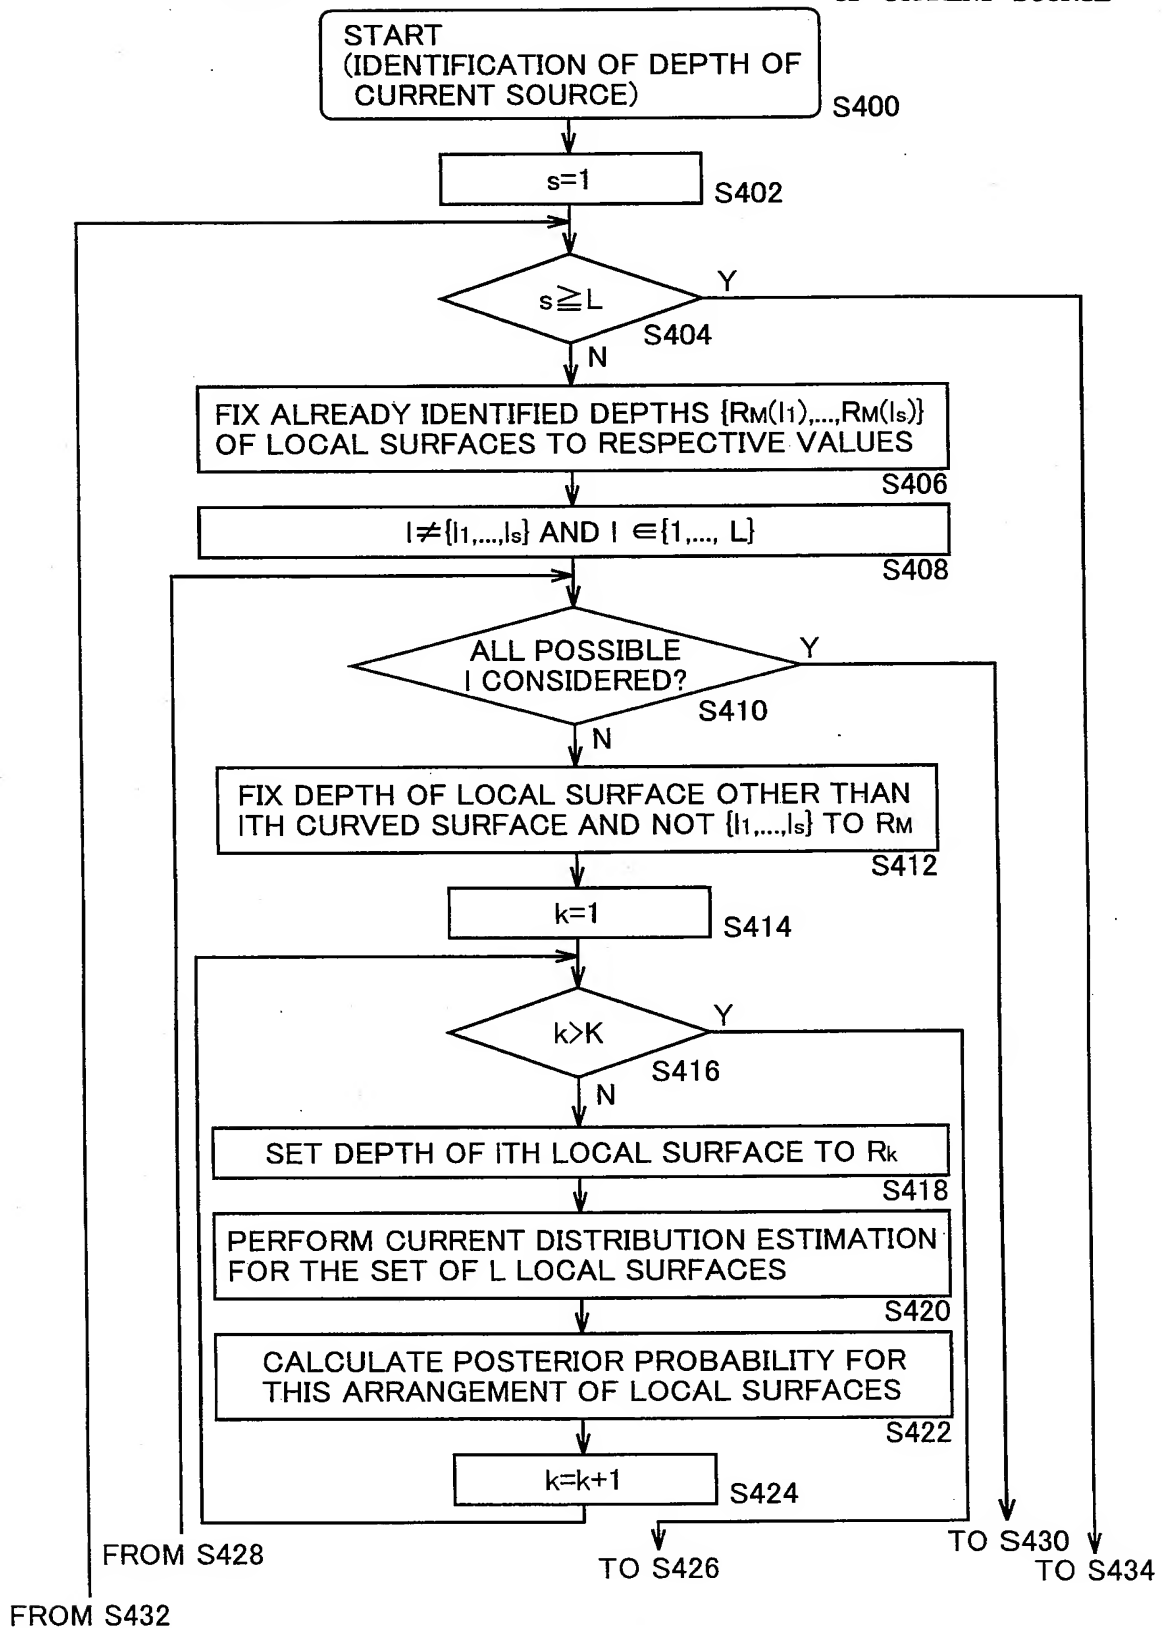 START
(IDENTIFICATION OF DEPTH OF
CURRENT SOURCE)
S400
s=1
S402
s≧L
Y
S404
N
FIX ALREADY IDENTIFIED DEPTHS {RM(l1),...,RM(ls)}
OF LOCAL SURFACES TO RESPECTIVE VALUES
S406
l≠{l1,...,ls} AND l ∈{1,..., L}
S408
ALL POSSIBLE
l CONSIDERED?
Y
S410
N
FIX DEPTH OF LOCAL SURFACE OTHER THAN
lTH CURVED SURFACE AND NOT {l1,...,ls} TO RM
S412
k=1
S414
k>K
Y
S416
N
SET DEPTH OF lTH LOCAL SURFACE TO Rk
S418
PERFORM CURRENT DISTRIBUTION ESTIMATION
FOR THE SET OF L LOCAL SURFACES
S420
CALCULATE POSTERIOR PROBABILITY FOR
THIS ARRANGEMENT OF LOCAL SURFACES
S422
k=k+1
S424
FROM S428
TO S426
TO S430
TO S434
FROM S432